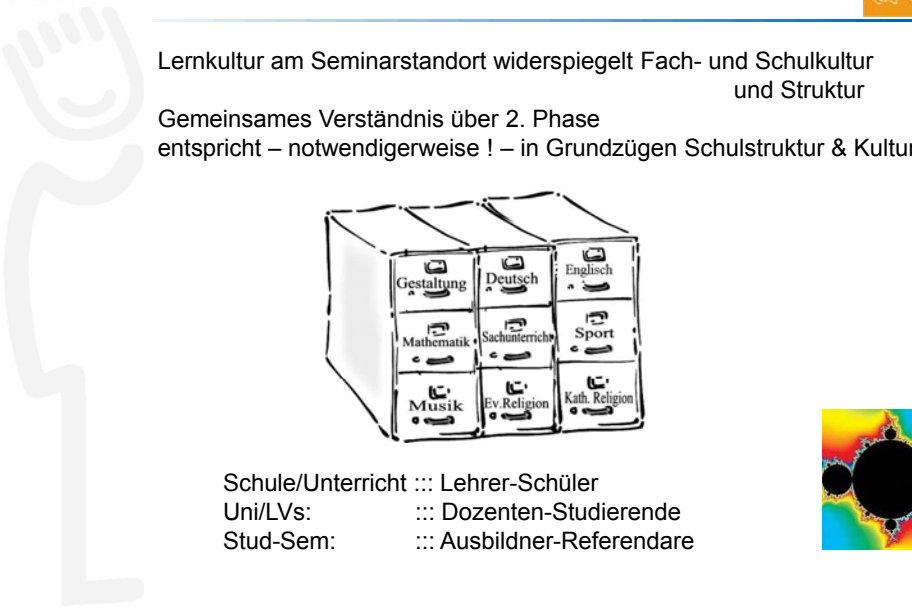 Lernkultur am Seminarstandort widerspiegelt Fach- und Schulkultur
und Struktur
Gemeinsames Verständnis über 2. Phase
entspricht – notwendigerweise ! – in Grundzügen Schulstruktur & Kultur
Gestaltung Deutsch Englisch
Mathematik Sachunterricht Sport
Musik Ev.Religion Kath. Religion
Schule/Unterricht ::: Lehrer-Schüler
Uni/LVs: ::: Dozenten-Studierende
Stud-Sem: ::: Ausbildner-Referendare